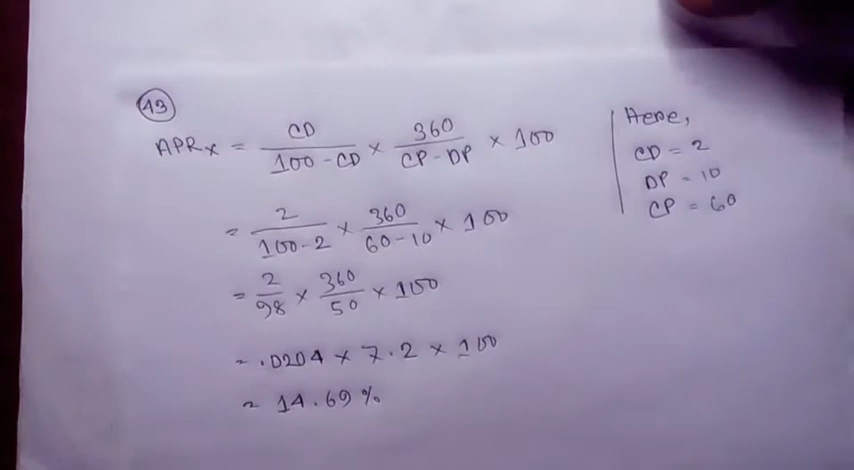 43
APRx = CD / 100 - CD × 360 / CP - DP × 100
= 2 / 100 - 2 × 360 / 60 - 10 × 100
= 2 / 98 × 360 / 50 × 100
= .0204 × 7.2 × 100
= 14.69 %
Here,
CD = 2
DP = 10
CP = 60